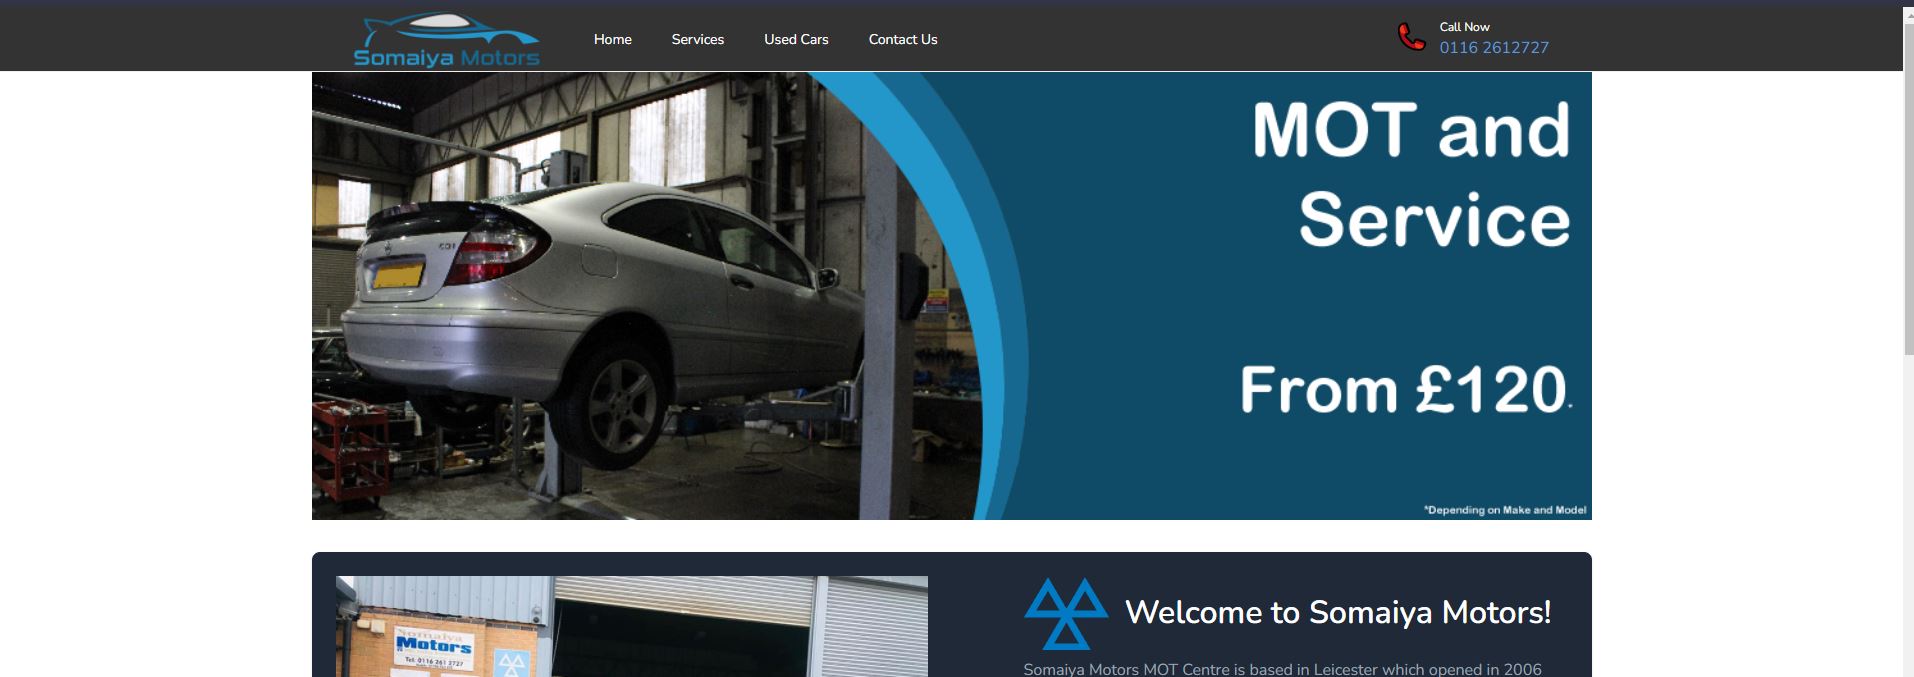 Somaiya Motors
Home
Services
Used Cars
Contact Us
Call Now
0116 2612727
MOT and
Service
From £120.
*Depending on Make and Model
CDI
Somaiya
Motors
Tel: 0116 261 2727
Welcome to Somaiya Motors!
Somaiya Motors MOT Centre is based in Leicester which opened in 2006